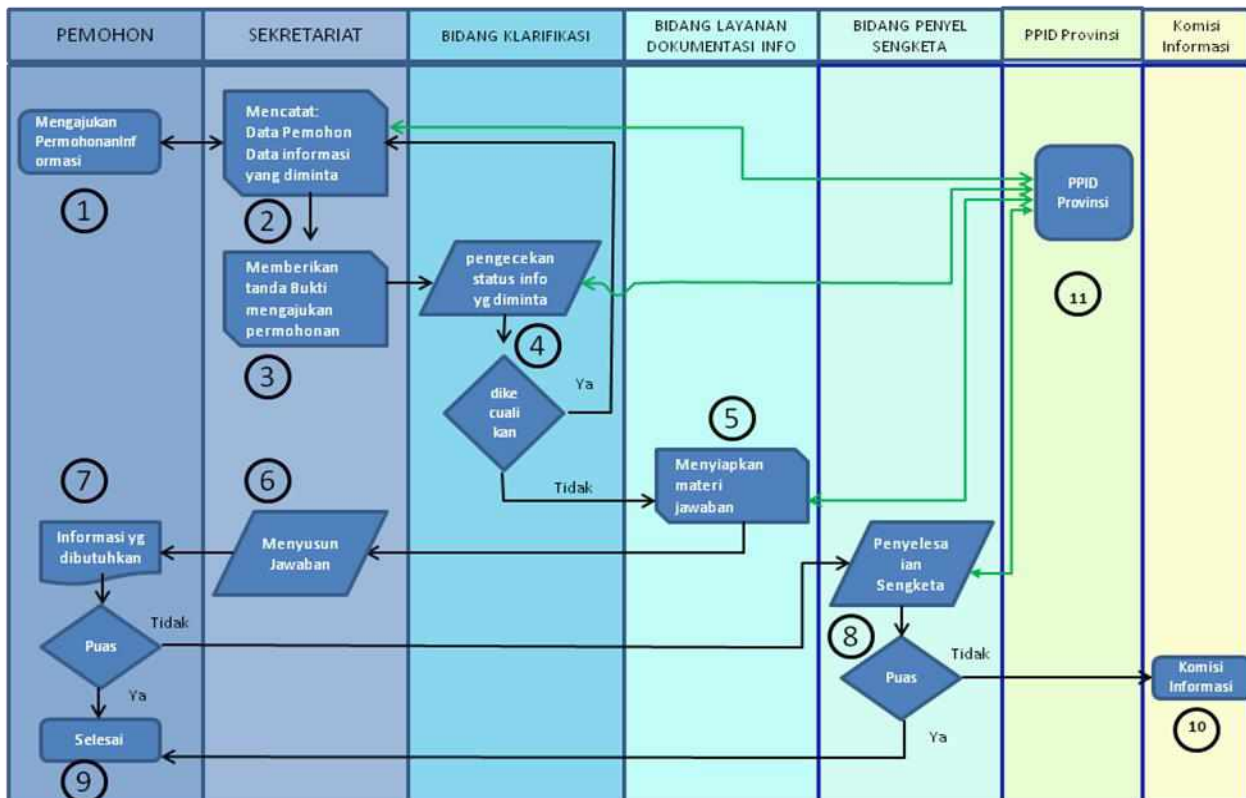 PEMOHON
SEKRETARIAT
BIDANG KLARIFIKASI
BIDANG LAYANAN
DOKUMENTASI INFO
BIDANG PENYEL
SENGKETA
PPID Provinsi
Komisi
Informasi
Mengajukan
PermohonanInf
ormasi
1
Mencatat:
Data Pemohon
Data informasi
yang diminta
2
Memberikan
tanda Bukti
mengajukan
permohonan
3
pengecekan
status info
yg diminta
4
dike
cuali
kan
Ya
Tidak
5
Menyiapkan
materi
jawaban
6
Menyusun
Jawaban
7
Informasi yg
dibutuhkan
Puas
Tidak
Ya
Selesai
9
Penyelesa
ian
Sengketa
8
Puas
Tidak
Ya
PPID
Provinsi
11
Komisi
Informasi
10